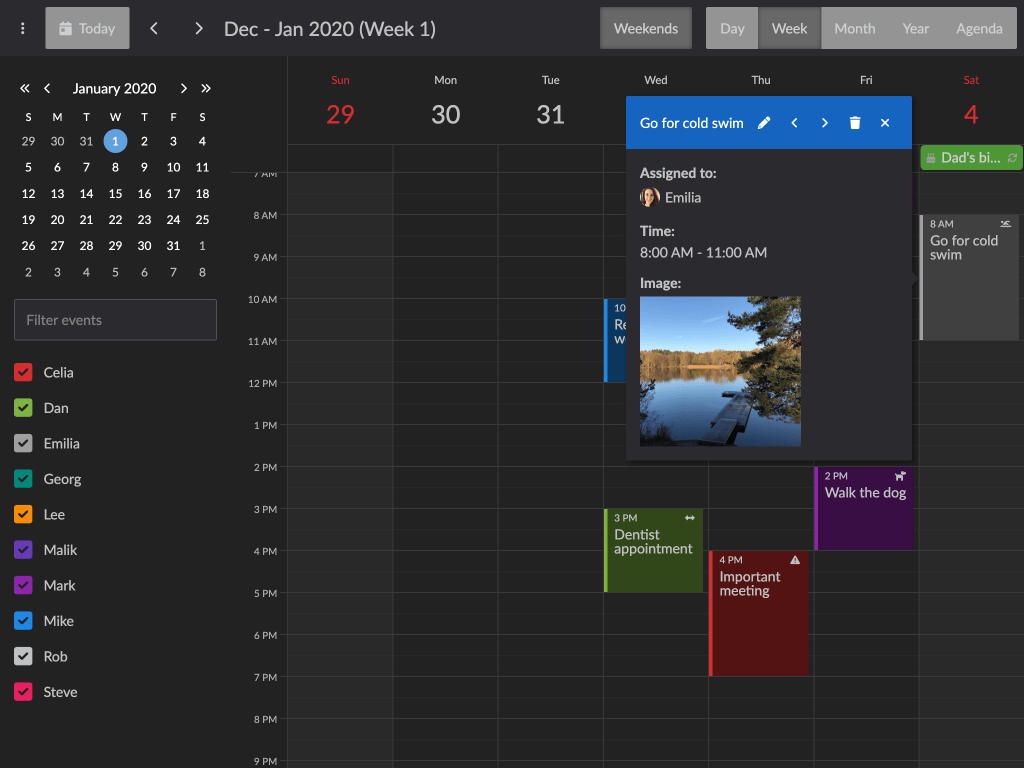 Today
Dec - Jan 2020 (Week 1)
Weekends
Day
Week
Month
Year
Agenda
January 2020
S M T W T F S
29 30 31 1 2 3 4
5 6 7 8 9 10 11
12 13 14 15 16 17 18
19 20 21 22 23 24 25
26 27 28 29 30 31 1
2 3 4 5 6 7 8
Filter events
Celia
Dan
Emilia
Georg
Lee
Malik
Mark
Mike
Rob
Steve
Sun Mon Tue Wed Thu Fri Sat
29 30 31 4
Dad's bi...
7 AM
8 AM
9 AM
10 AM
11 AM
12 PM
1 PM
2 PM
3 PM
4 PM
5 PM
6 PM
7 PM
8 PM
9 PM
10
Go for cold swim
Assigned to:
Emilia
Time:
8:00 AM - 11:00 AM
Image:
3 PM
Dentist
appointment
4 PM
Important
meeting
2 PM
Walk the dog
8 AM
Go for cold
swim